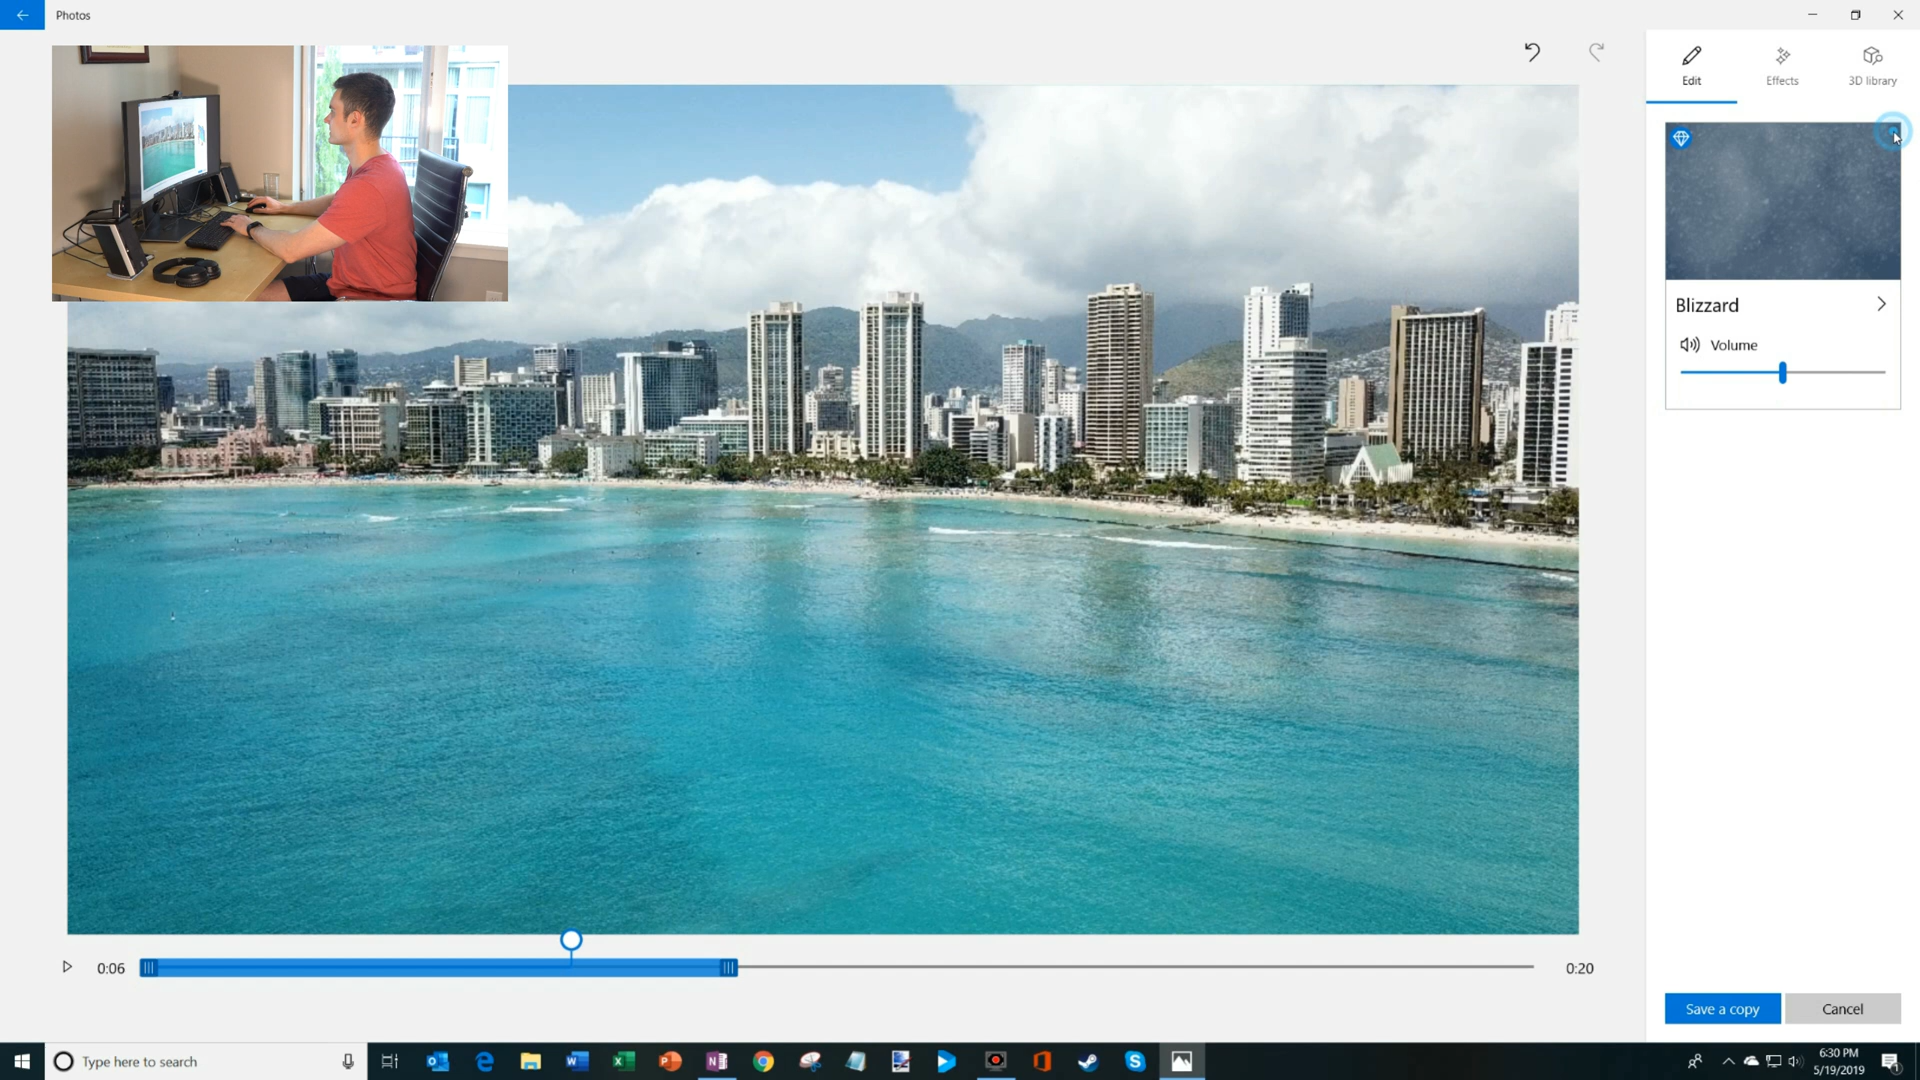 Photos
Edit
Effects
3D library
Blizzard
Volume
0:06
0:20
Save a copy
Cancel
Type here to search
6:30 PM
5/19/2019